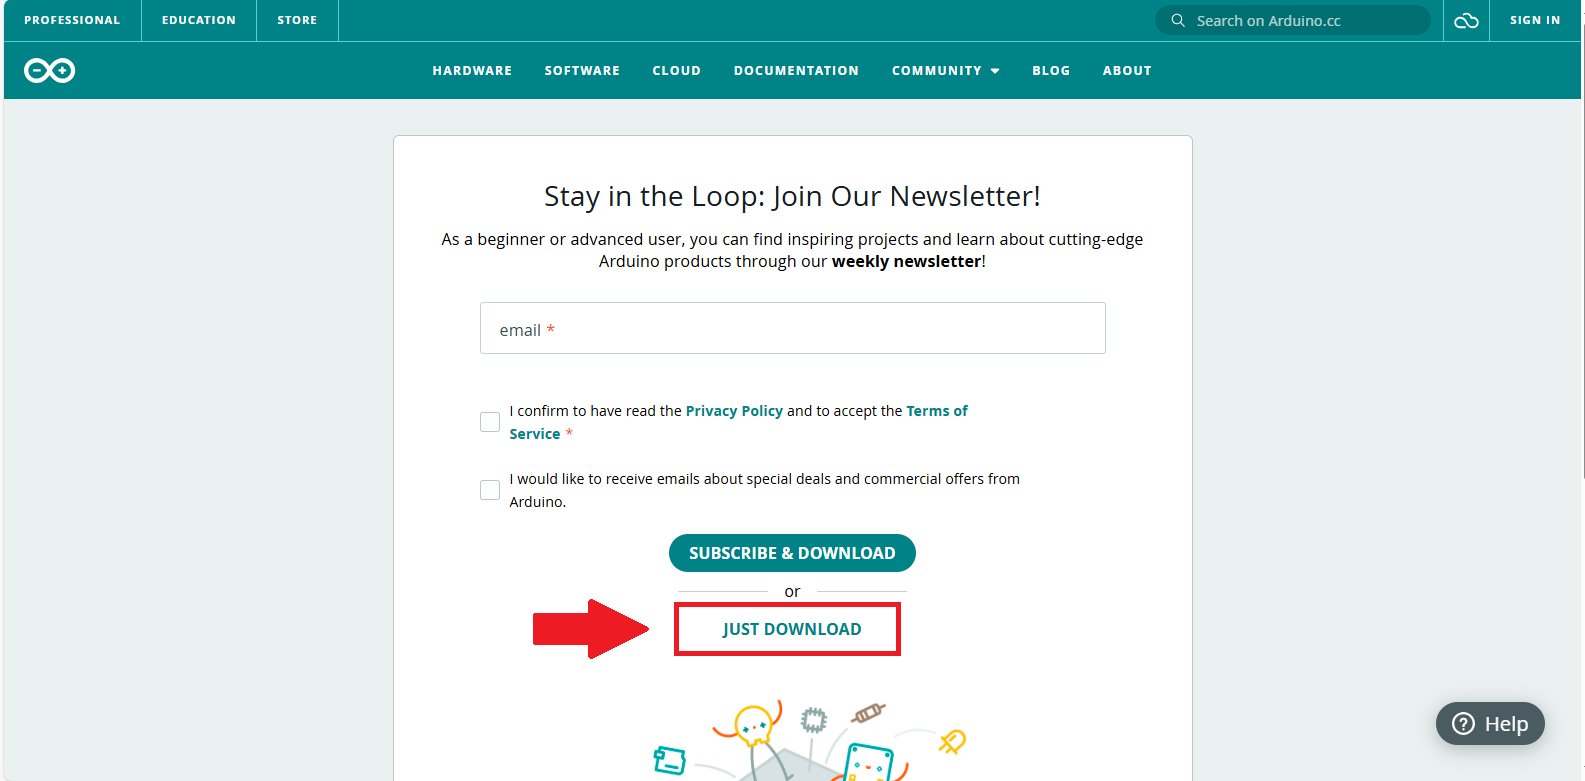 PROFESSIONAL
EDUCATION
STORE
Search on Arduino.cc
SIGN IN
HARDWARE
SOFTWARE
CLOUD
DOCUMENTATION
COMMUNITY
BLOG
ABOUT
Stay in the Loop: Join Our Newsletter!
As a beginner or advanced user, you can find inspiring projects and learn about cutting-edge
Arduino products through our weekly newsletter!
email *
I confirm to have read the Privacy Policy and to accept the Terms of
Service *
I would like to receive emails about special deals and commercial offers from
Arduino.
SUBSCRIBE & DOWNLOAD
or
JUST DOWNLOAD
? Help